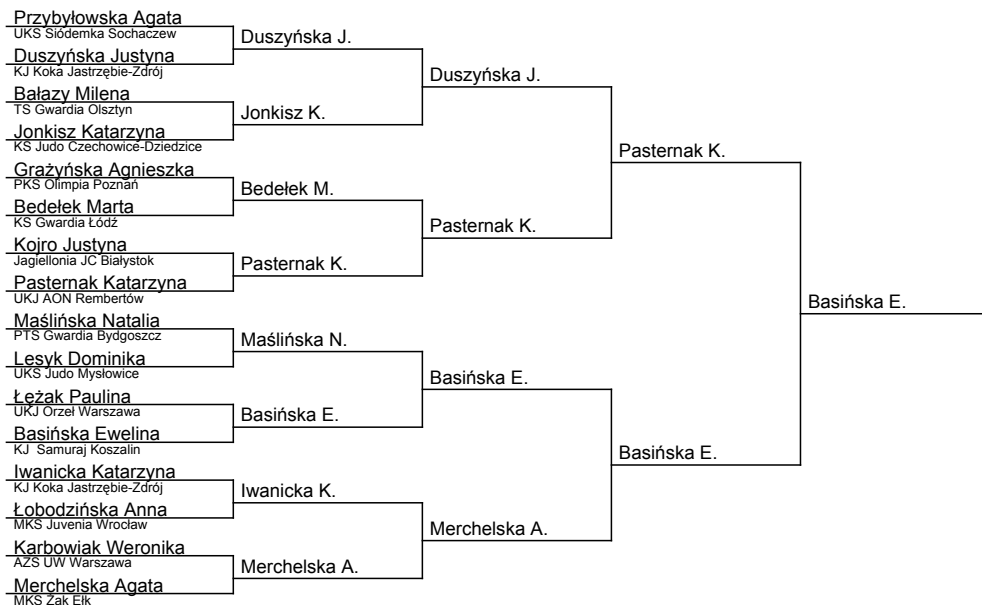 Przybyłowska Agata
UKS Siódemka Sochaczew
Duszyńska Justyna
KJ Koka Jastrzębie-Zdrój
Bałazy Milena
TS Gwardia Olsztyn
Jonkisz Katarzyna
KS Judo Czechowice-Dziedzice
Grażyńska Agnieszka
PKS Olimpia Poznań
Bedełek Marta
KS Gwardia Łódź
Kojro Justyna
Jagiellonia JC Białystok
Pasternak Katarzyna
UKJ AON Rembertów
Maślińska Natalia
PTS Gwardia Bydgoszcz
Lesyk Dominika
UKS Judo Mysłowice
Łężak Paulina
UKJ Orzeł Warszawa
Basińska Ewelina
KJ  Samuraj Koszalin
Iwanicka Katarzyna
KJ Koka Jastrzębie-Zdrój
Łobodzińska Anna
MKS Juvenia Wrocław
Karbowiak Weronika
AZS UW Warszawa
Merchelska Agata
MKS Żak Ełk
Duszyńska J.
Jonkisz K.
Bedełek M.
Pasternak K.
Maślińska N.
Basińska E.
Iwanicka K.
Merchelska A.
Duszyńska J.
Pasternak K.
Basińska E.
Merchelska A.
Pasternak K.
Basińska E.
Basińska E.